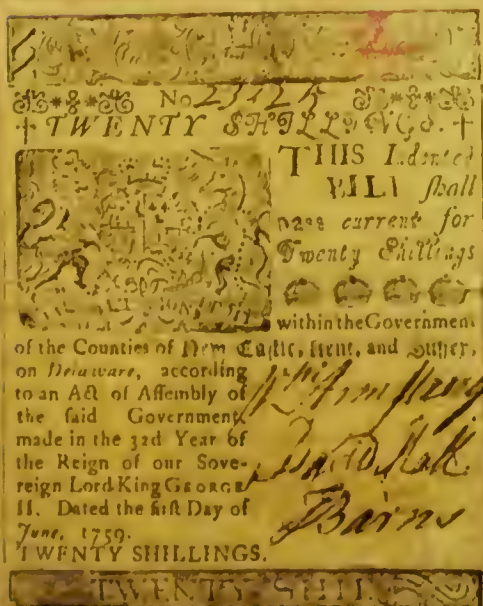 No
TWENTY SHILLINGS.
THIS Indented
BILL ſhall
paſs current for
Twenty Shillings
within the Government
of the Counties of New Caſtle, Kent, and Suſſex,
on Delaware, according
to an Act of Aſſembly of
the ſaid Government,
made in the 32d Year of
the Reign of our Sove-
reign Lord King GEORGE
II. Dated the firſt Day of
June, 1759.
David Hall
Barns
TWENTY SHILLINGS.
TWENTY SHILL